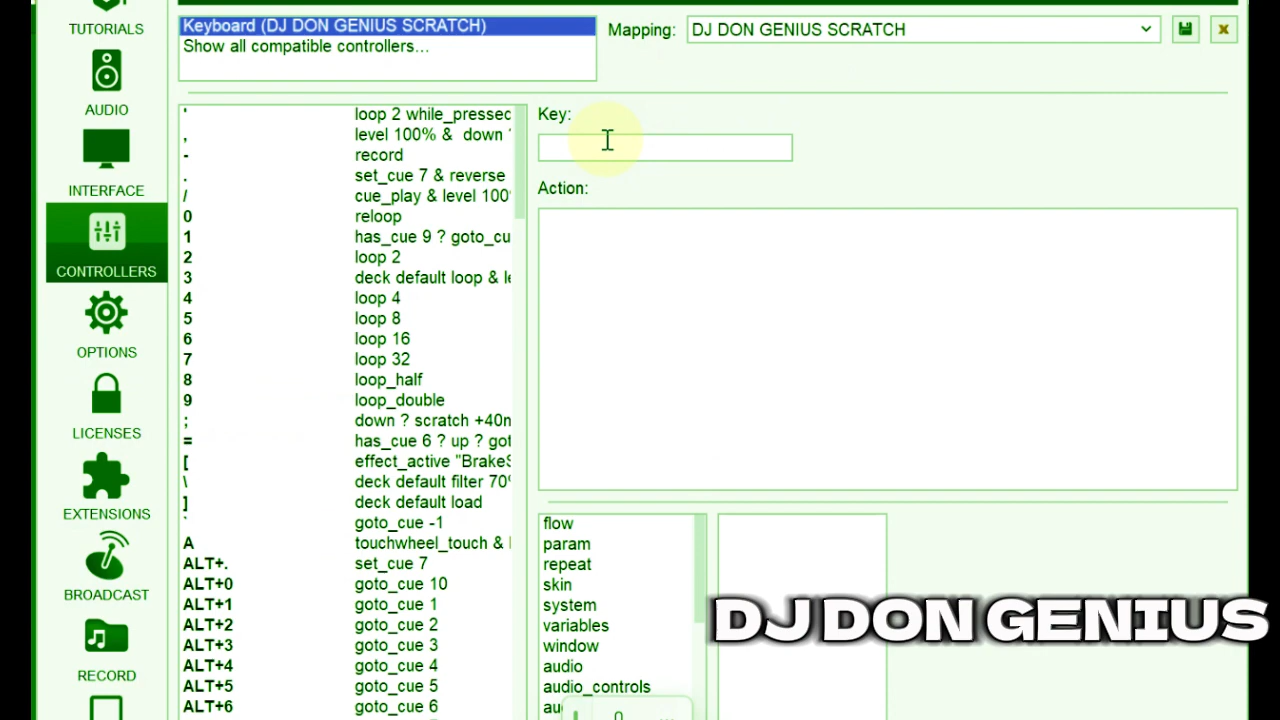 TUTORIALS
AUDIO
INTERFACE
CONTROLLERS
OPTIONS
LICENSES
EXTENSIONS
BROADCAST
RECORD
Keyboard (DJ DON GENIUS SCRATCH)
Show all compatible controllers...
Mapping: DJ DON GENIUS SCRATCH
' loop 2 while_pressed
, level 100% & down
- record
. set_cue 7 & reverse
/ cue_play & level 100
0 reloop
1 has_cue 9 ? goto_cu
2 loop 2
3 deck default loop & le
4 loop 4
5 loop 8
6 loop 16
7 loop 32
8 loop_half
9 loop_double
; down ? scratch +40m
= has_cue 6 ? up ? got
[ effect_active "BrakeS
\ deck default filter 70
] deck default load
` goto_cue -1
A touchwheel_touch &
ALT+. set_cue 7
ALT+0 goto_cue 10
ALT+1 goto_cue 1
ALT+2 goto_cue 2
ALT+3 goto_cue 3
ALT+4 goto_cue 4
ALT+5 goto_cue 5
ALT+6 goto_cue 6
Key:
Action:
flow
param
repeat
skin
system
variables
window
audio
audio_controls
DJ DON GENIUS